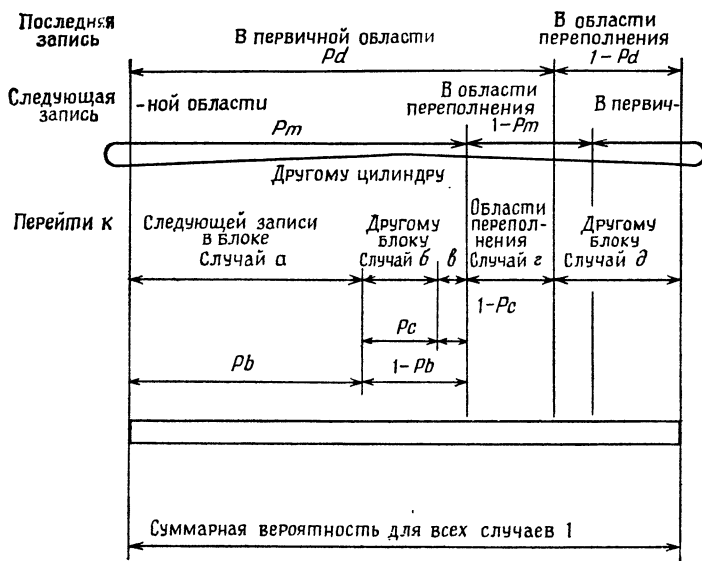 Последняя запись
В первичной области
Pd
В области переполнения
1-Pd
Следующая запись
-ной области
Pm
В области переполнения
1-Pm
В первич-
Другому цилиндру
Перейти к
Следующей записи
в блоке
Случай а
Другому
блоку
Случай б
в
Области
перепол-
нения
Случай г
Другому
блоку
Случай д
1-Pc
Pc
Pb
1-Pb
Суммарная вероятность для всех случаев 1